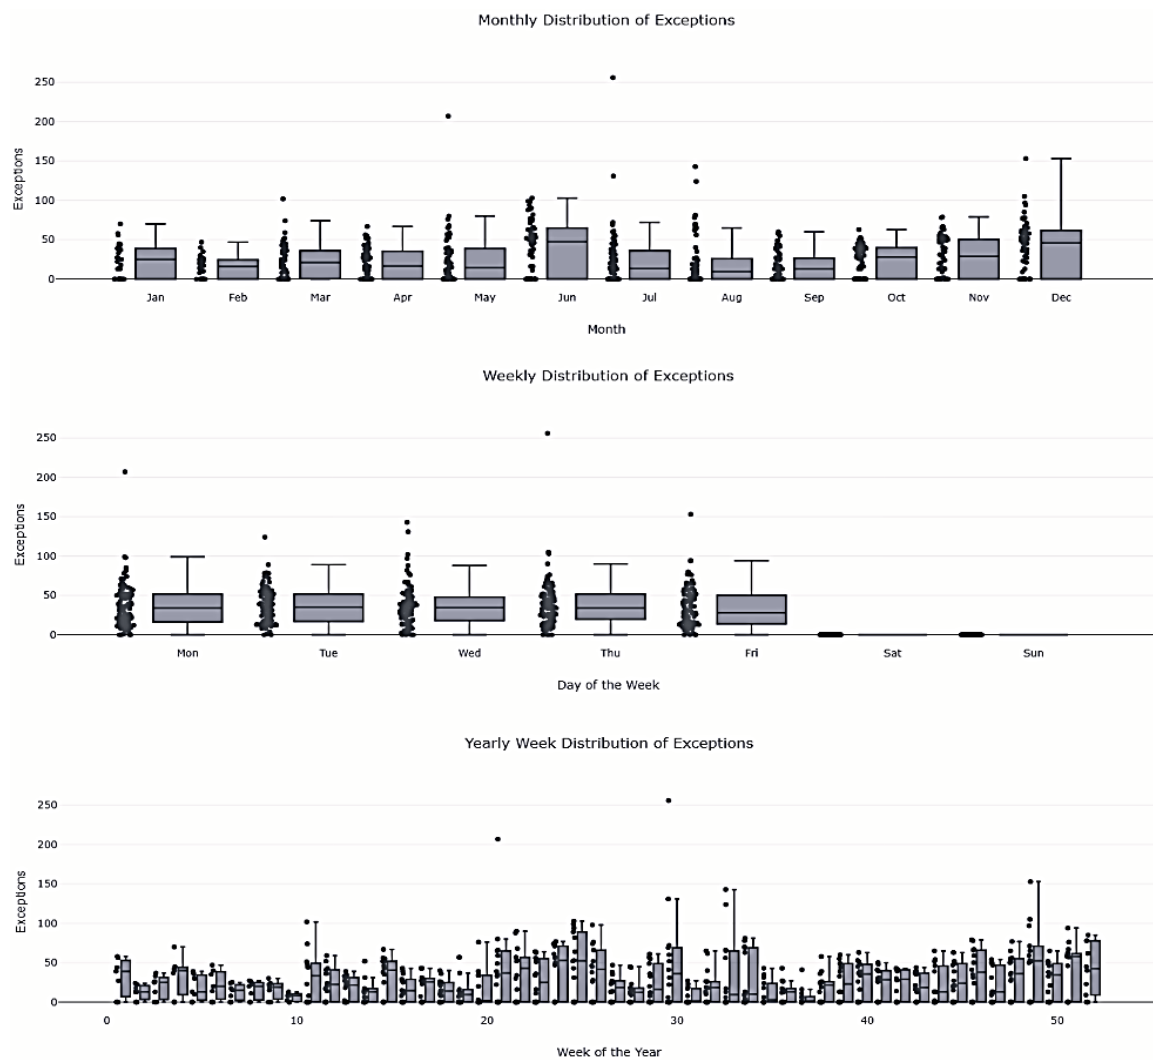 Monthly Distribution of Exceptions
250
200
150
100
50
0
Exceptions
Jan Feb Mar Apr May Jun Jul Aug Sep Oct Nov Dec
Month
Weekly Distribution of Exceptions
250
200
150
100
50
0
Exceptions
Mon Tue Wed Thu Fri Sat Sun
Day of the Week
Yearly Week Distribution of Exceptions
250
200
150
100
50
0
Exceptions
0 10 20 30 40 50
Week of the Year